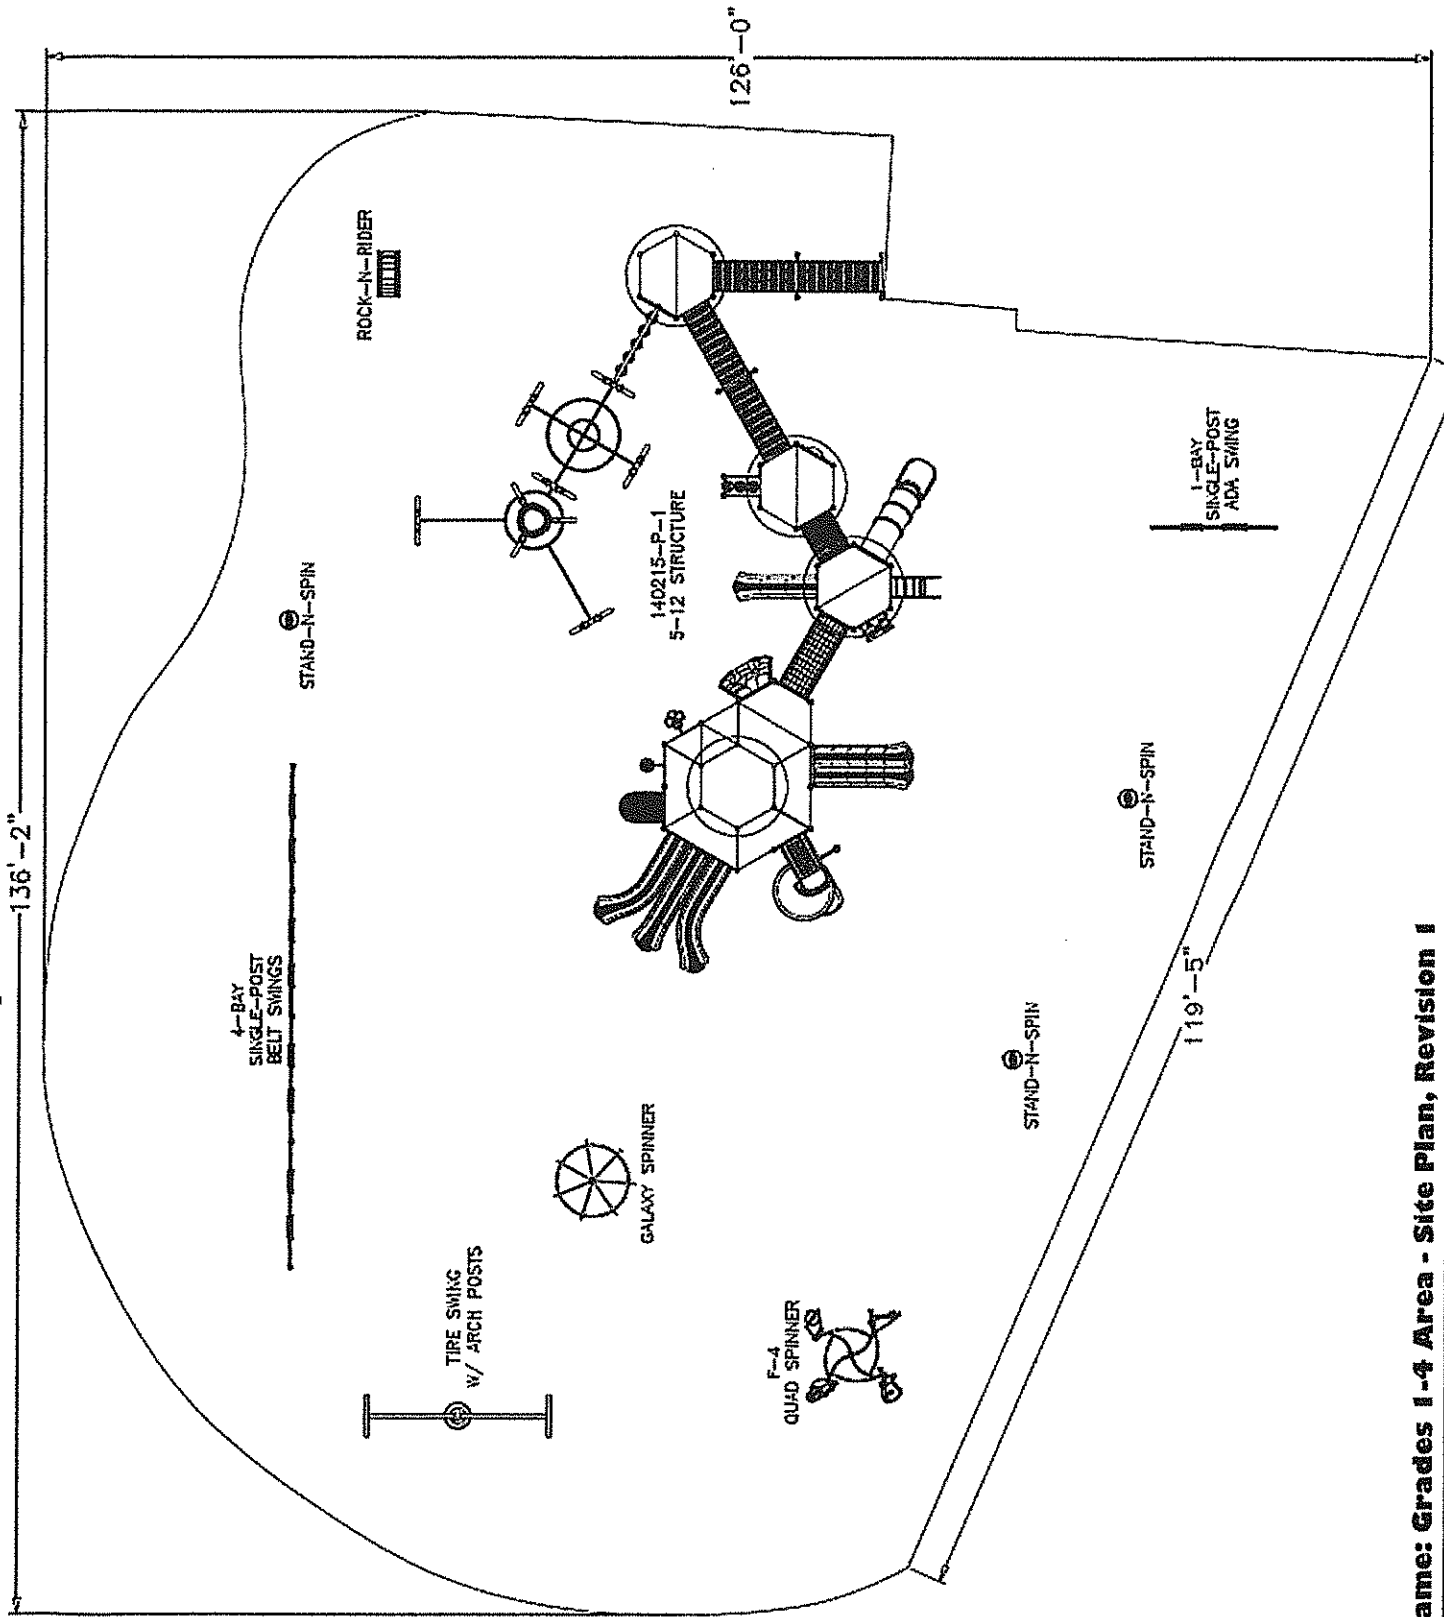 136'-2"
126'-0"
ROCK-N-RIDER
STAND-N-SPIN
4-BAY
SINGLE-POST
BELT SWINGS
140215-P-1
5-12 STRUCTURE
1-BAY
SINGLE-POST
ADA SWING
TIRE SWING
W/ ARCH POSTS
GALAXY SPINNER
STAND-N-SPIN
STAND-N-SPIN
F-4
QUAD SPINNER
119'-5"
ame: Grades 1-4 Area - Site Plan, Revision 1